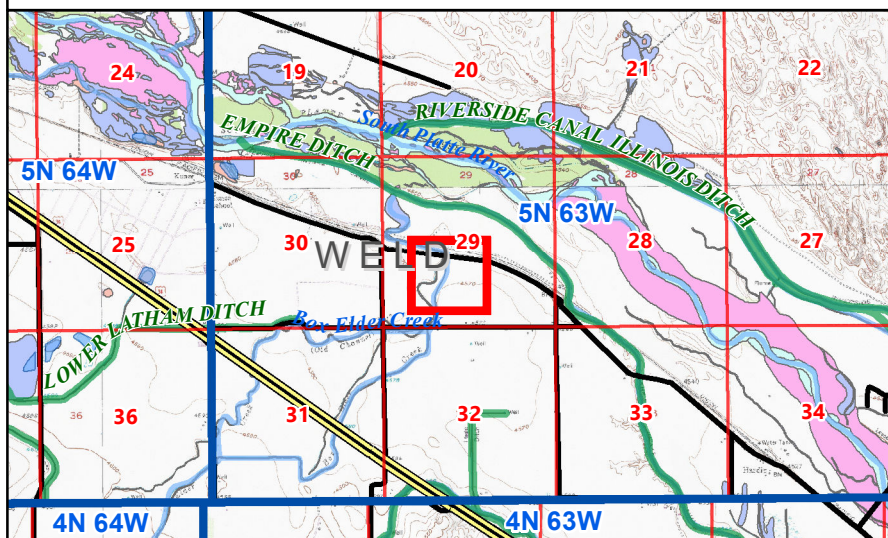 24
19
20
21
22
RIVERSIDE CANAL ILLINOIS DITCH
EMPIRE DITCH
South Platte River
5N 64W
25
30
29
28
5N 63W
25
30
29
28
27
WELD
LOWER LATHAM DITCH
Box Elder Creek
36
36
31
32
33
34
4N 64W
4N 63W